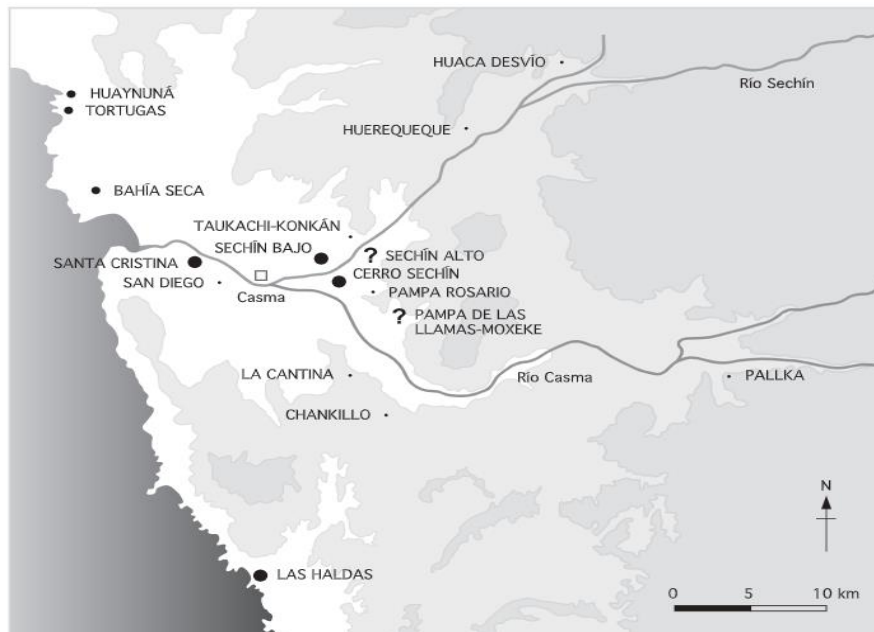 HUACA DESVÍO
Río Sechín
HUAYNUNÁ
TORTUGAS
HUEREQUEQUE
BAHÍA SECA
TAUKACHI-KONKÁN
SECHÍN BAJO
? SECHÍN ALTO
SANTA CRISTINA
CERRO SECHÍN
SAN DIEGO
Casma
PAMPA ROSARIO
? PAMPA DE LAS
LLAMAS-MOXEKE
LA CANTINA
Río Casma
PALLKA
CHANKILLO
N
LAS HALDAS
0 5 10 km